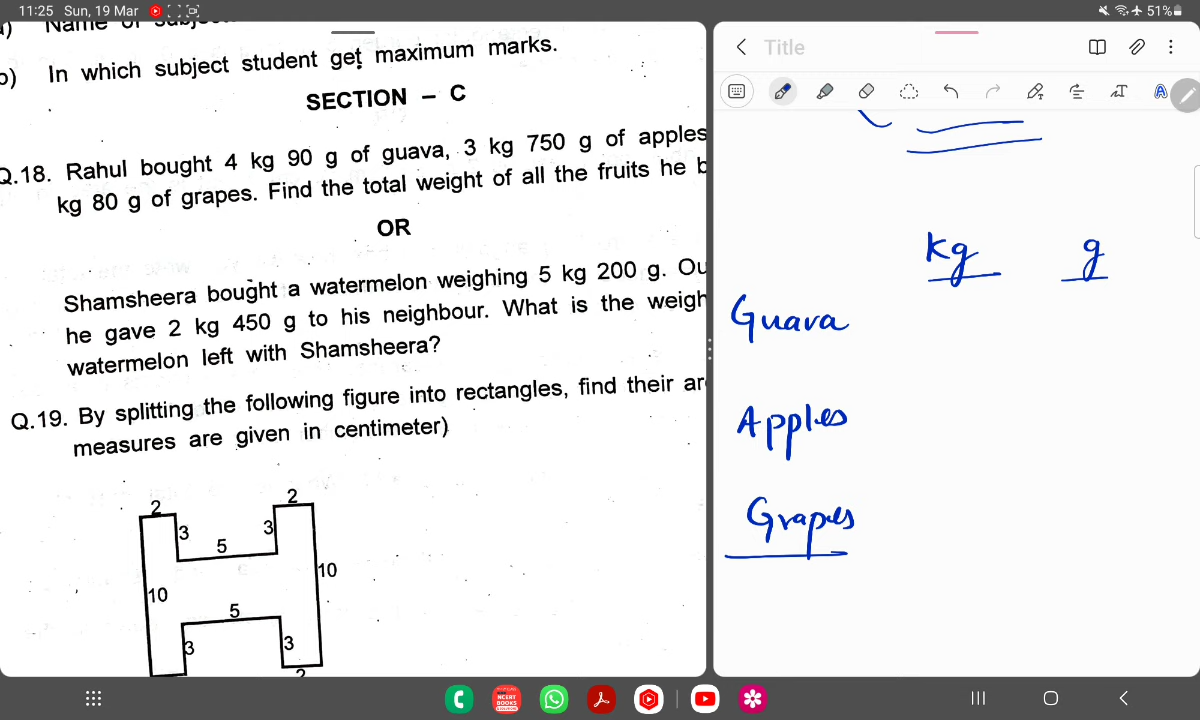 11:25 Sun, 19 Mar
51%
a) Name of
b) In which subject student get maximum marks.
SECTION – C
Q.18. Rahul bought 4 kg 90 g of guava, 3 kg 750 g of apples
kg 80 g of grapes. Find the total weight of all the fruits he b
OR
Shamsheera bought a watermelon weighing 5 kg 200 g. Ou
he gave 2 kg 450 g to his neighbour. What is the weigh
watermelon left with Shamsheera?
Q.19. By splitting the following figure into rectangles, find their ar
measures are given in centimeter)
2
2
3
3
5
10
10
5
3
3
2
Title
kg g
Guava
Apples
Grapes
NCERT
BOOKS